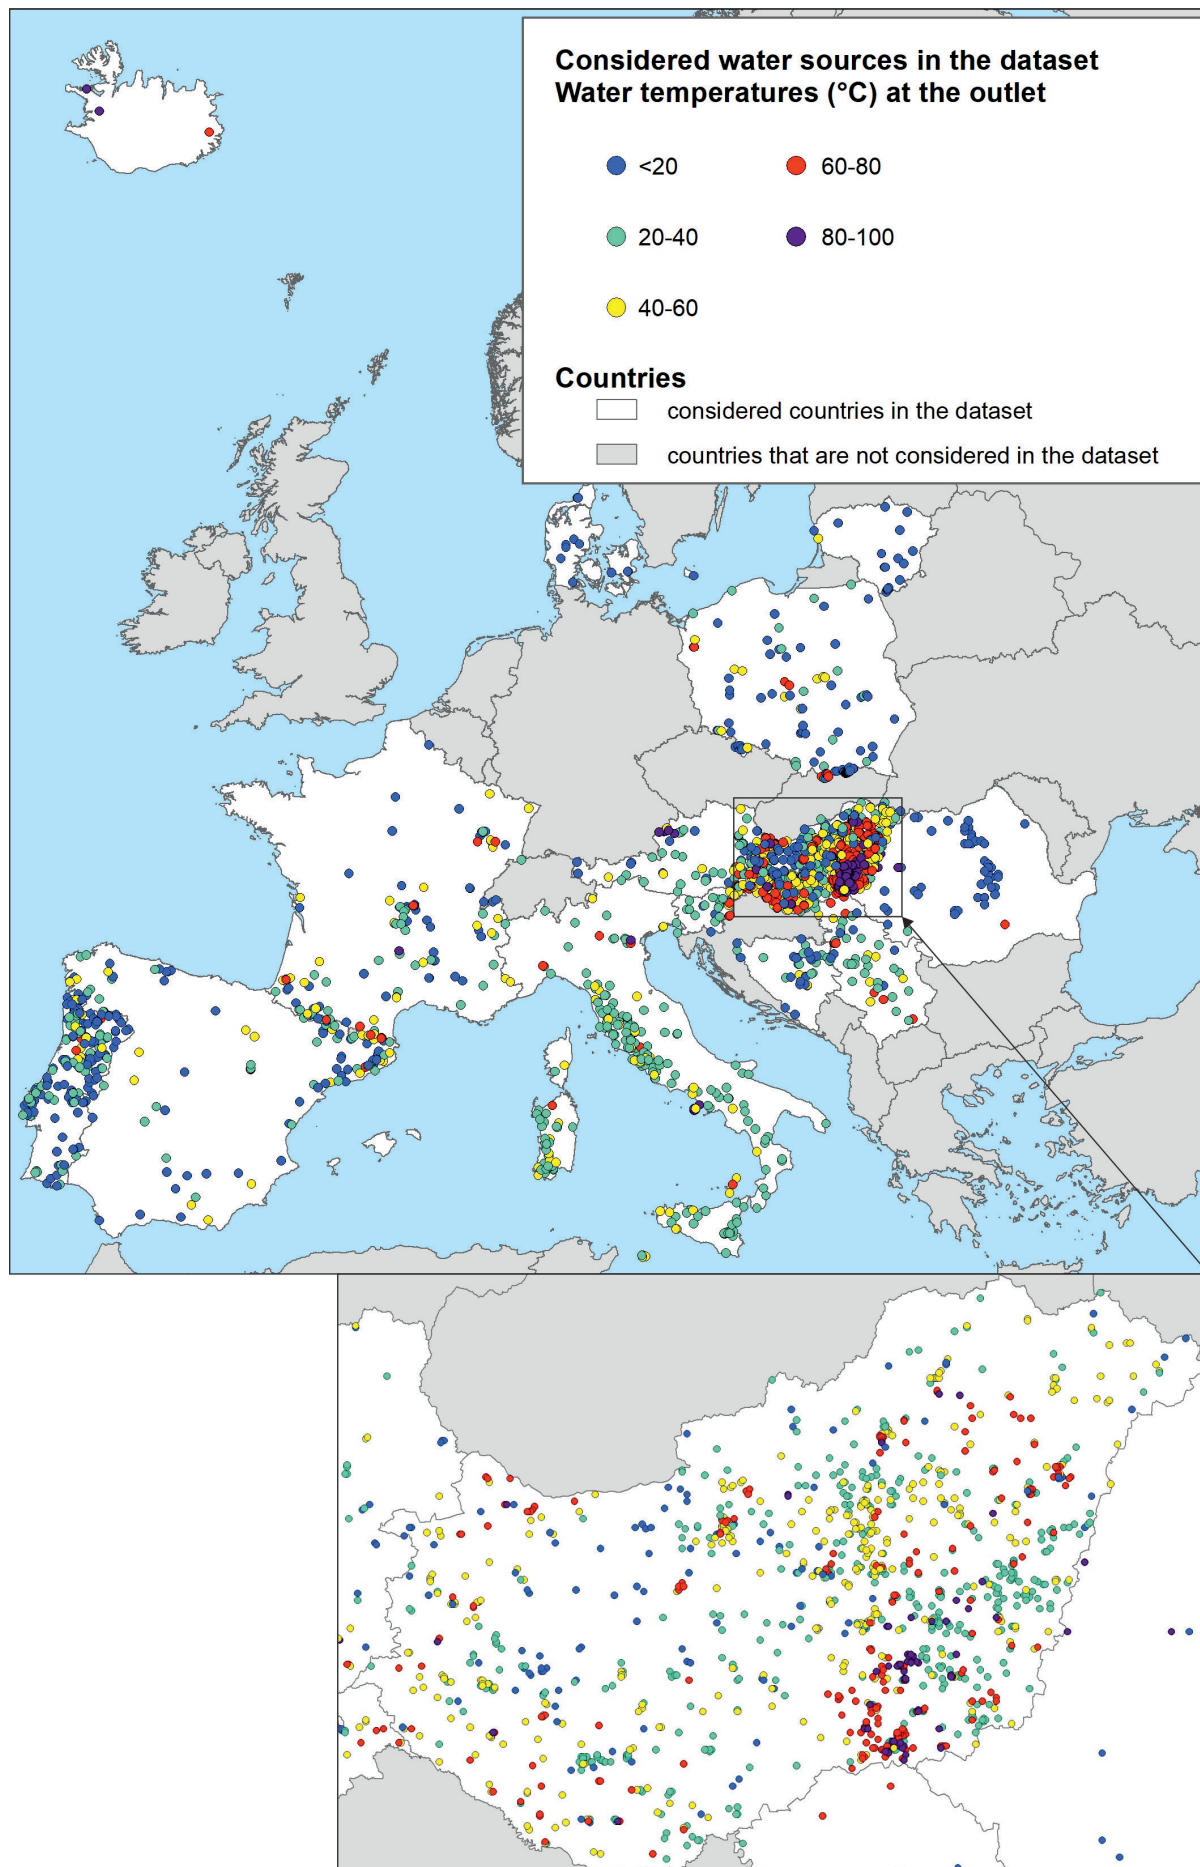 Considered water sources in the dataset
Water temperatures (°C) at the outlet
<20
60-80
20-40
80-100
40-60
Countries
considered countries in the dataset
countries that are not considered in the dataset